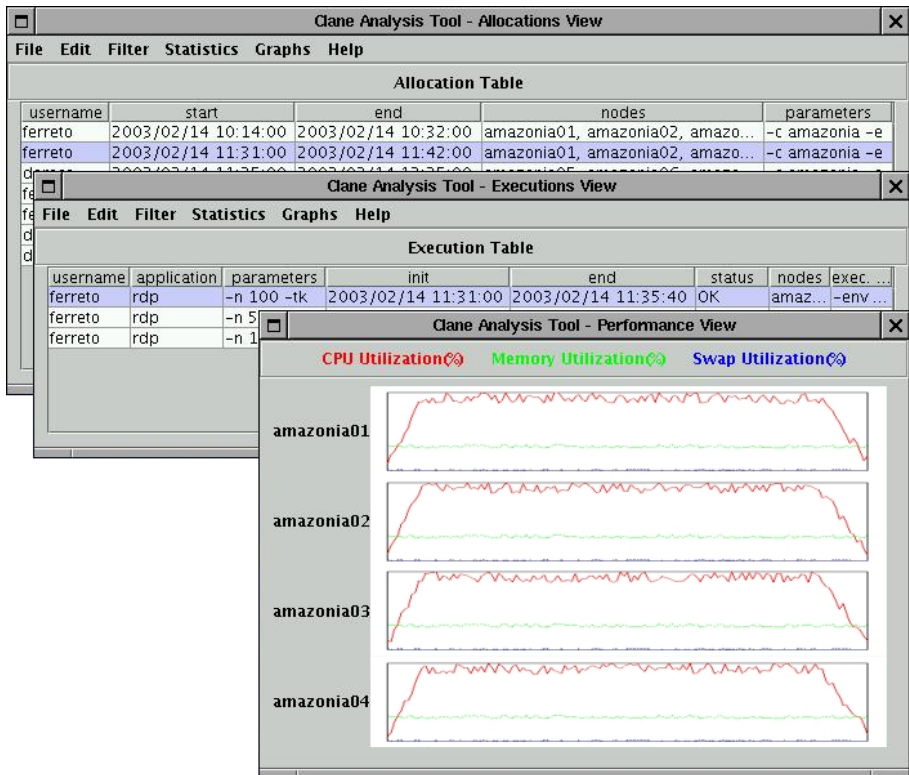 Clane Analysis Tool - Allocations View
File Edit Filter Statistics Graphs Help
Allocation Table
username start end nodes parameters
ferreto 2003/02/14 10:14:00 2003/02/14 10:32:00 amazonia01, amazonia02, amazo... -c amazonia -e
ferreto 2003/02/14 11:31:00 2003/02/14 11:42:00 amazonia01, amazonia02, amazo... -c amazonia -e
Clane Analysis Tool - Executions View
File Edit Filter Statistics Graphs Help
Execution Table
username application parameters init end status nodes exec. ...
ferreto rdp -n 100 -tk 2003/02/14 11:31:00 2003/02/14 11:35:40 OK amaz... -env ...
ferreto rdp -n 5
ferreto rdp -n 1
Clane Analysis Tool - Performance View
CPU Utilization(%) Memory Utilization(%) Swap Utilization(%)
amazonia01
amazonia02
amazonia03
amazonia04